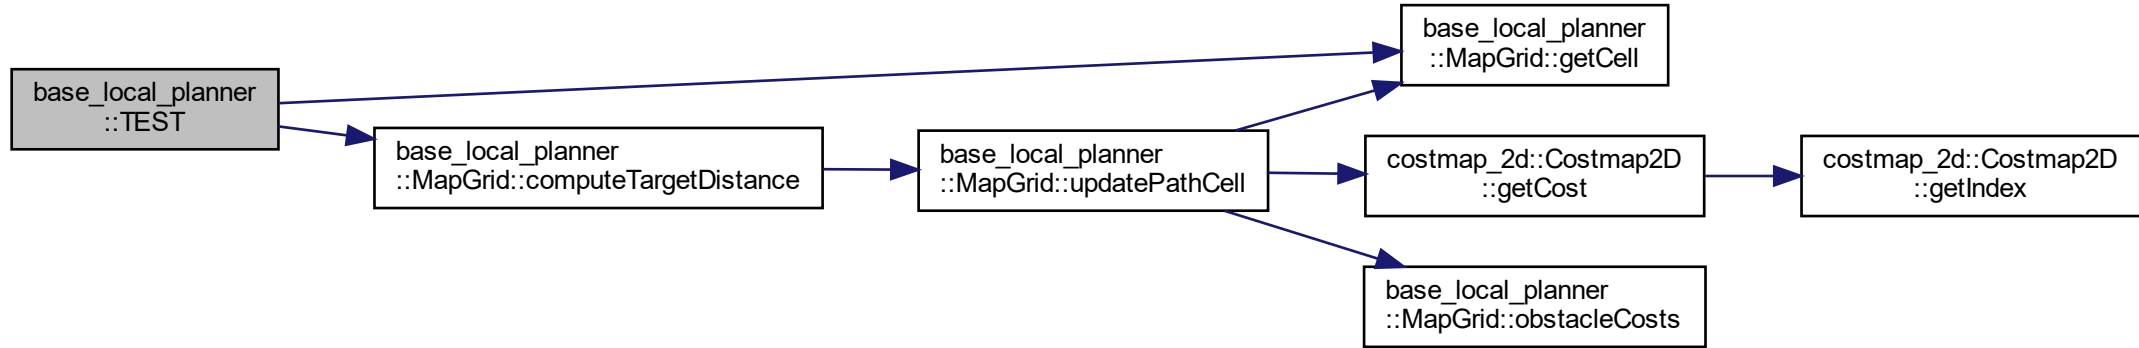 base_local_planner
::TEST
base_local_planner
::MapGrid::computeTargetDistance
base_local_planner
::MapGrid::updatePathCell
base_local_planner
::MapGrid::getCell
costmap_2d::Costmap2D
::getCost
costmap_2d::Costmap2D
::getIndex
base_local_planner
::MapGrid::obstacleCosts